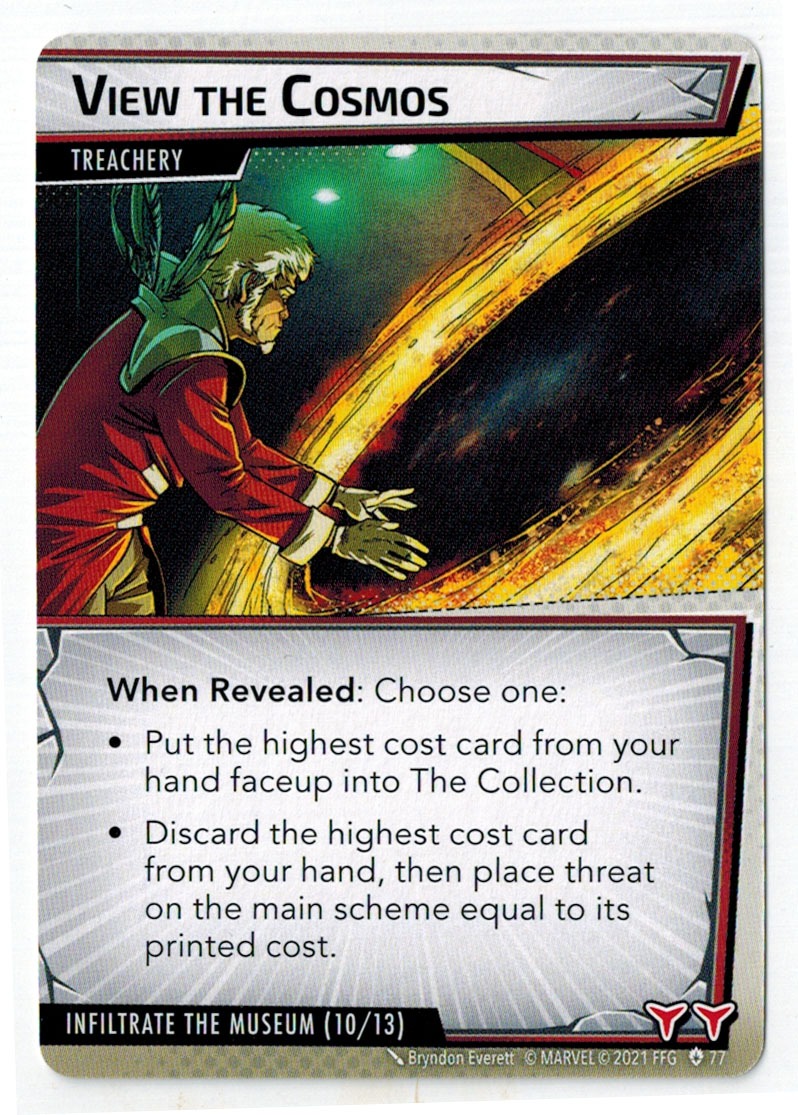 VIEW THE COSMOS
TREACHERY
When Revealed: Choose one:
• Put the highest cost card from your
hand faceup into The Collection.
• Discard the highest cost card
from your hand, then place threat
on the main scheme equal to its
printed cost.
INFILTRATE THE MUSEUM (10/13)
Bryndon Everett © MARVEL © 2021 FFG 77